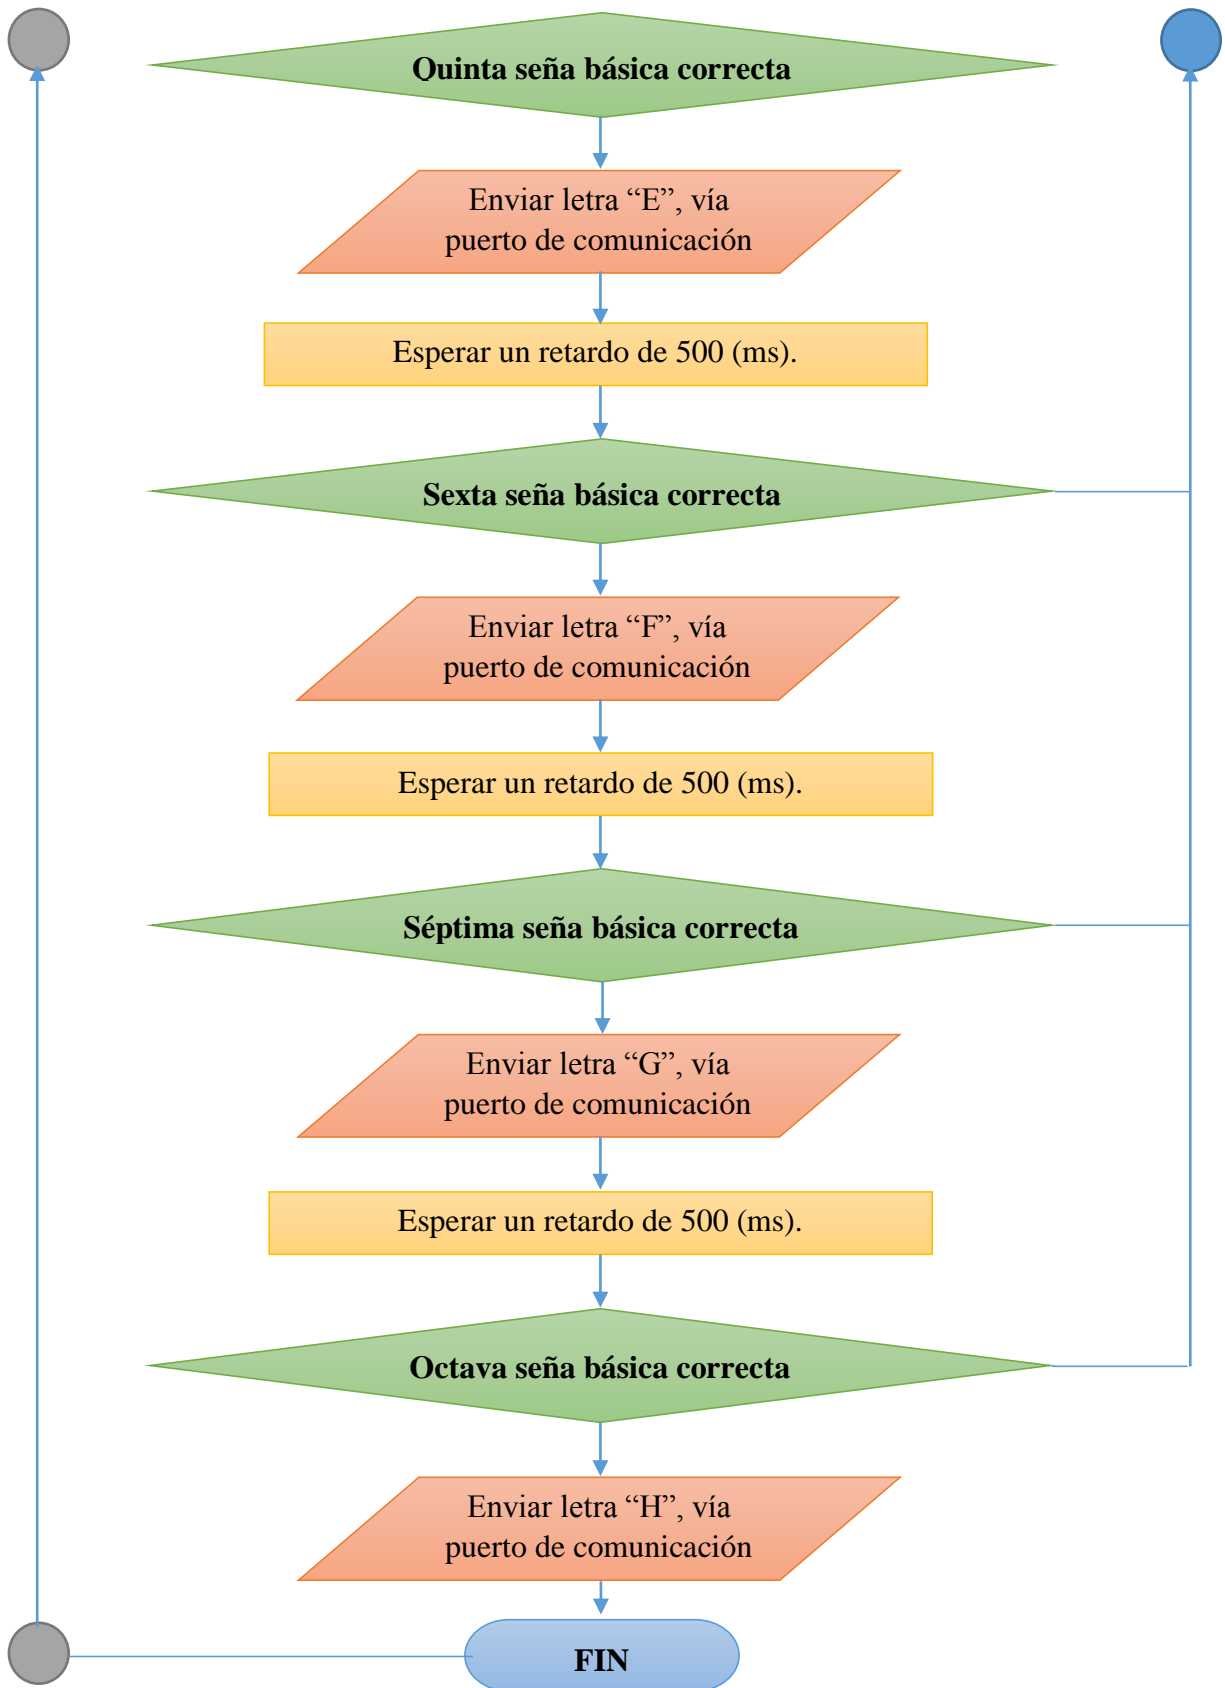 Quinta seña básica correcta
Enviar letra “E”, vía
puerto de comunicación
Esperar un retardo de 500 (ms).
Sexta seña básica correcta
Enviar letra “F”, vía
puerto de comunicación
Esperar un retardo de 500 (ms).
Séptima seña básica correcta
Enviar letra “G”, vía
puerto de comunicación
Esperar un retardo de 500 (ms).
Octava seña básica correcta
Enviar letra “H”, vía
puerto de comunicación
FIN